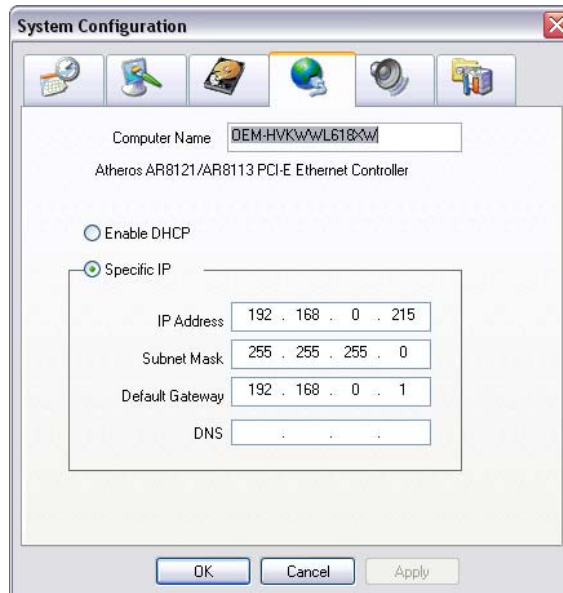 System Configuration
Computer Name OEM-HVKWWL618XW
Atheros AR8121/AR8113 PCI-E Ethernet Controller
Enable DHCP
Specific IP
IP Address 192 . 168 . 0 . 215
Subnet Mask 255 . 255 . 255 . 0
Default Gateway 192 . 168 . 0 . 1
DNS . . .
OK Cancel Apply